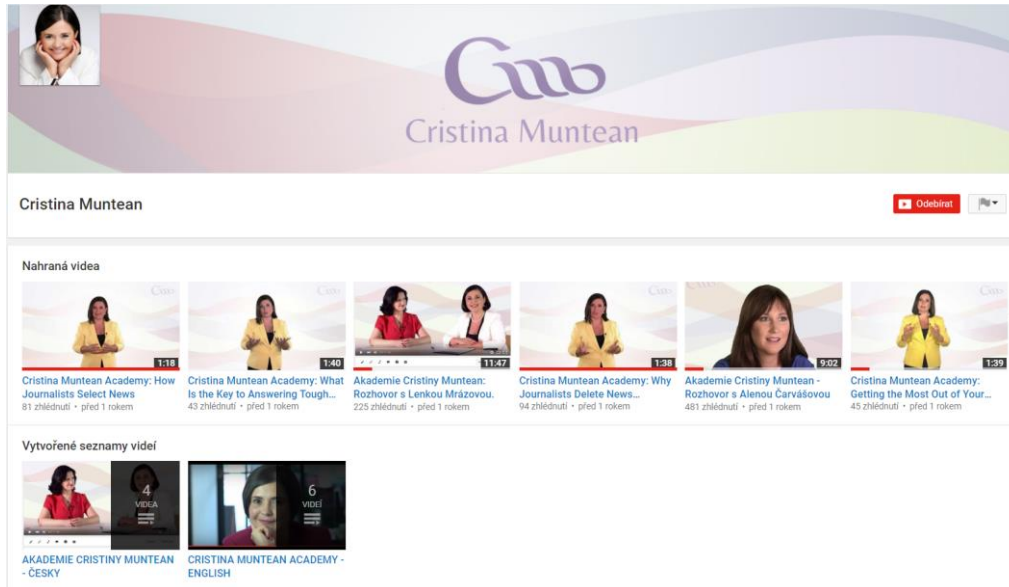 Cmb
Cristina Muntean
Cristina Muntean
Odebírat
Nahraná videa
1:18
1:40
11:47
1:38
9:02
1:39
Cristina Muntean Academy: How
Journalists Select News
81 zhlédnutí • před 1 rokem
Cristina Muntean Academy: What
Is the Key to Answering Tough...
43 zhlédnutí • před 1 rokem
Akademie Cristiny Muntean:
Rozhovor s Lenkou Mrázovou.
225 zhlédnutí • před 1 rokem
Cristina Muntean Academy: Why
Journalists Delete News...
94 zhlédnutí • před 1 rokem
Akademie Cristiny Muntean -
Rozhovor s Alenou Čarvášovou
481 zhlédnutí • před 1 rokem
Cristina Muntean Academy:
Getting the Most Out of Your...
45 zhlédnutí • před 1 rokem
Vytvořené seznamy videí
4
VIDEA
6
VIDEÍ
AKADEMIE CRISTINY MUNTEAN
- ČESKY
CRISTINA MUNTEAN ACADEMY -
ENGLISH